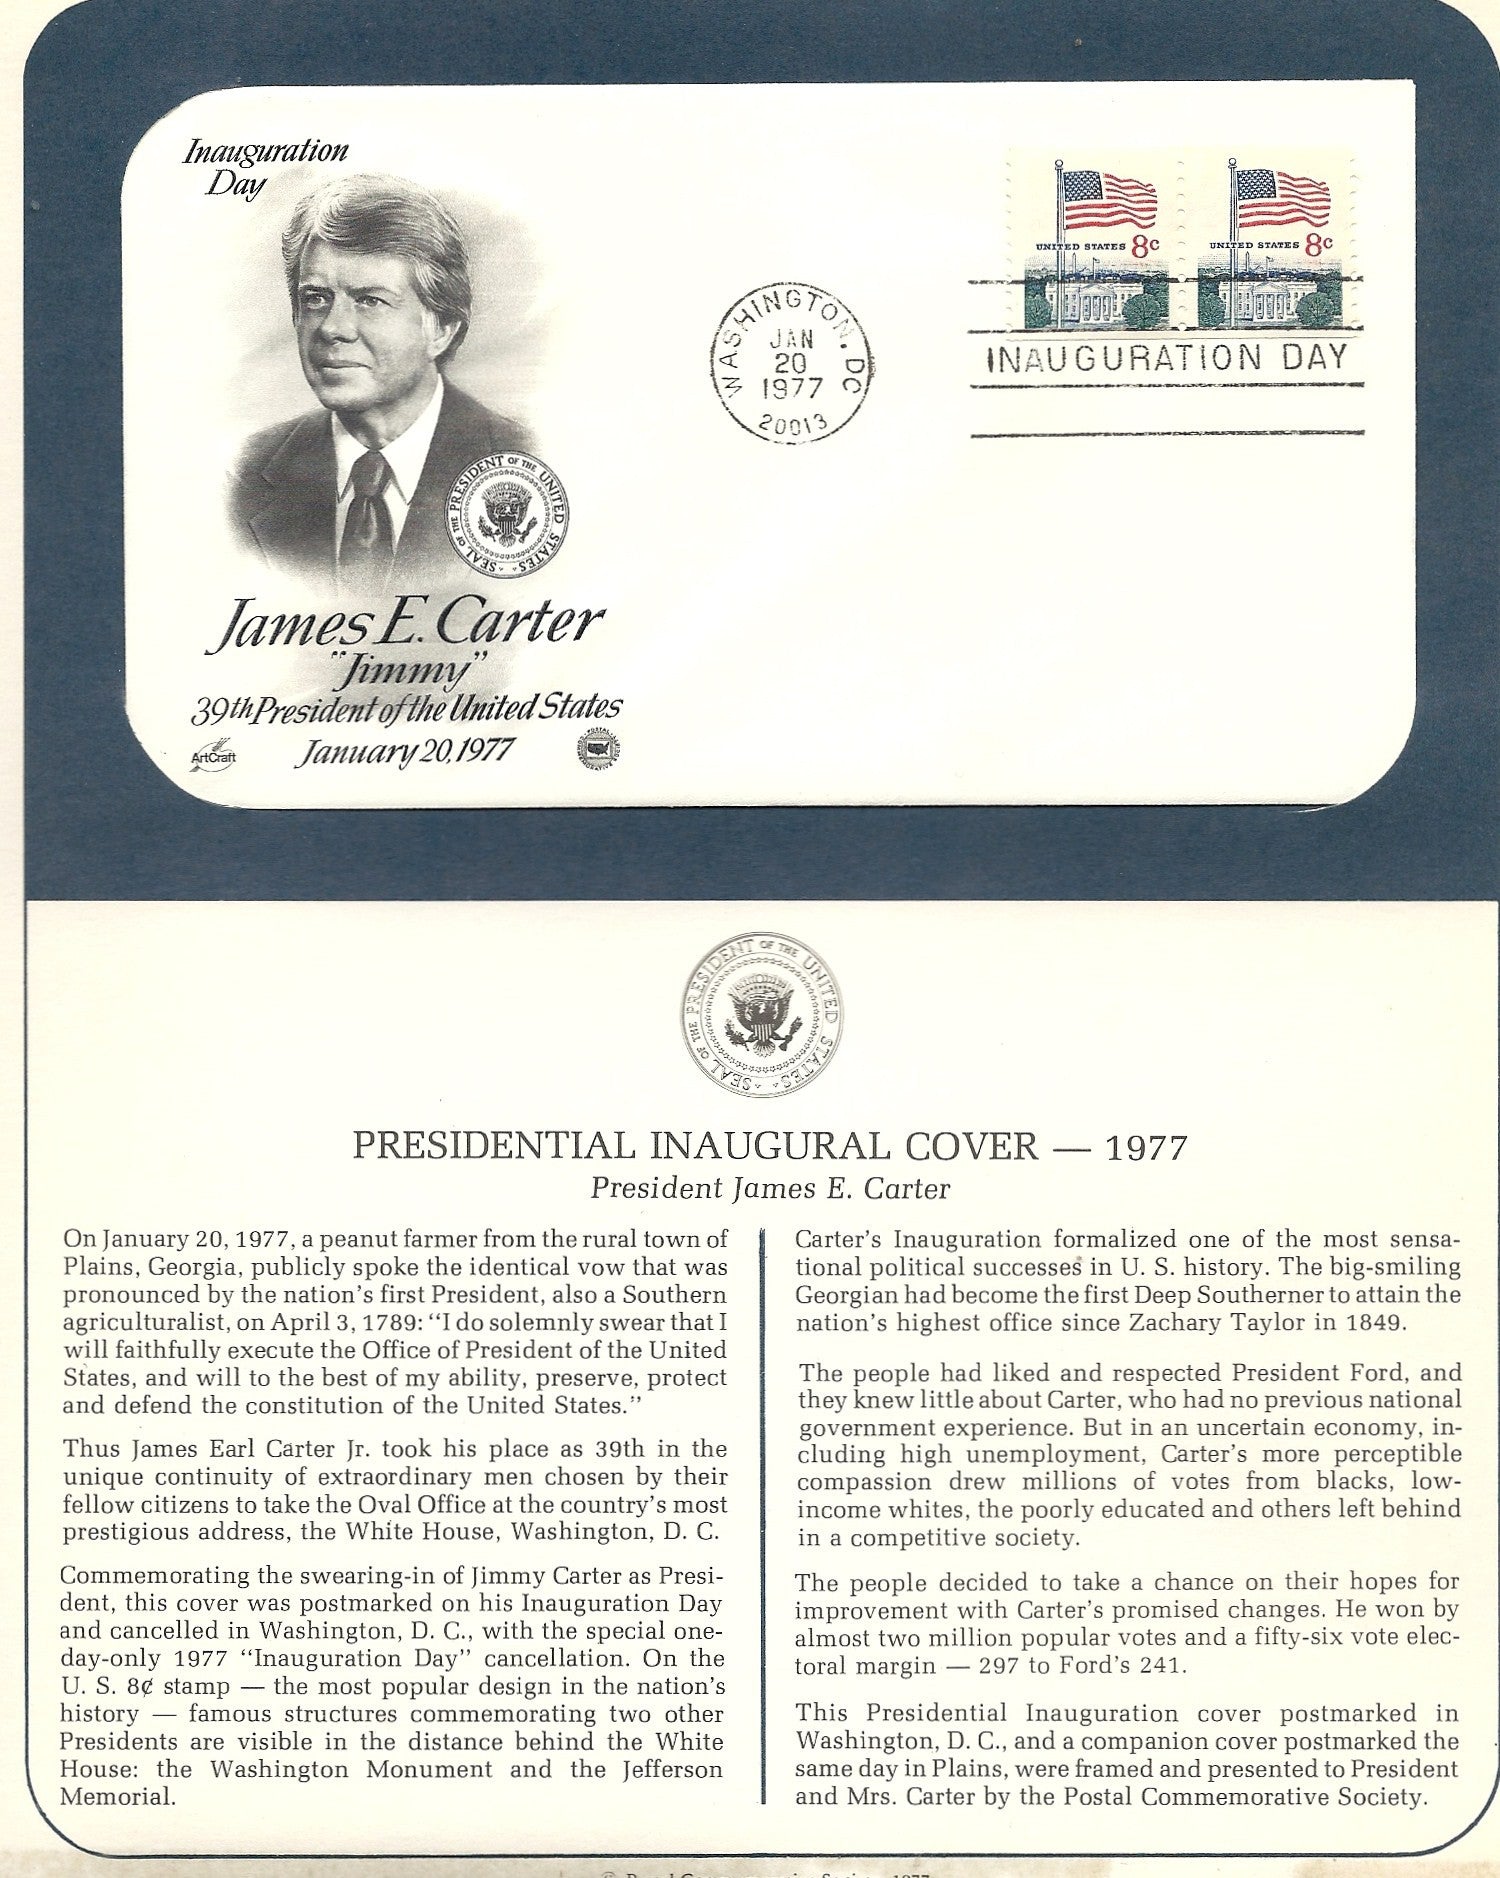 Inauguration
Day
UNITED STATES 8c
UNITED STATES 8c
WASHINGTON, DC
JAN
20
1977
20013
INAUGURATION DAY
SEAL OF THE PRESIDENT OF THE UNITED STATES
James E. Carter
"Jimmy"
39th President of the United States
January 20, 1977
ArtCraft
SEAL OF THE PRESIDENT OF THE UNITED STATES
PRESIDENTIAL INAUGURAL COVER — 1977
President James E. Carter
On January 20, 1977, a peanut farmer from the rural town of
Plains, Georgia, publicly spoke the identical vow that was
pronounced by the nation's first President, also a Southern
agriculturalist, on April 3, 1789: "I do solemnly swear that I
will faithfully execute the Office of President of the United
States, and will to the best of my ability, preserve, protect
and defend the constitution of the United States."
Thus James Earl Carter Jr. took his place as 39th in the
unique continuity of extraordinary men chosen by their
fellow citizens to take the Oval Office at the country's most
prestigious address, the White House, Washington, D. C.
Commemorating the swearing-in of Jimmy Carter as Presi-
dent, this cover was postmarked on his Inauguration Day
and cancelled in Washington, D. C., with the special one-
day-only 1977 "Inauguration Day" cancellation. On the
U. S. 8¢ stamp — the most popular design in the nation's
history — famous structures commemorating two other
Presidents are visible in the distance behind the White
House: the Washington Monument and the Jefferson
Memorial.
Carter's Inauguration formalized one of the most sensa-
tional political successes in U. S. history. The big-smiling
Georgian had become the first Deep Southerner to attain the
nation's highest office since Zachary Taylor in 1849.
The people had liked and respected President Ford, and
they knew little about Carter, who had no previous national
government experience. But in an uncertain economy, in-
cluding high unemployment, Carter's more perceptible
compassion drew millions of votes from blacks, low-
income whites, the poorly educated and others left behind
in a competitive society.
The people decided to take a chance on their hopes for
improvement with Carter's promised changes. He won by
almost two million popular votes and a fifty-six vote elec-
toral margin — 297 to Ford's 241.
This Presidential Inauguration cover postmarked in
Washington, D. C., and a companion cover postmarked the
same day in Plains, were framed and presented to President
and Mrs. Carter by the Postal Commemorative Society.